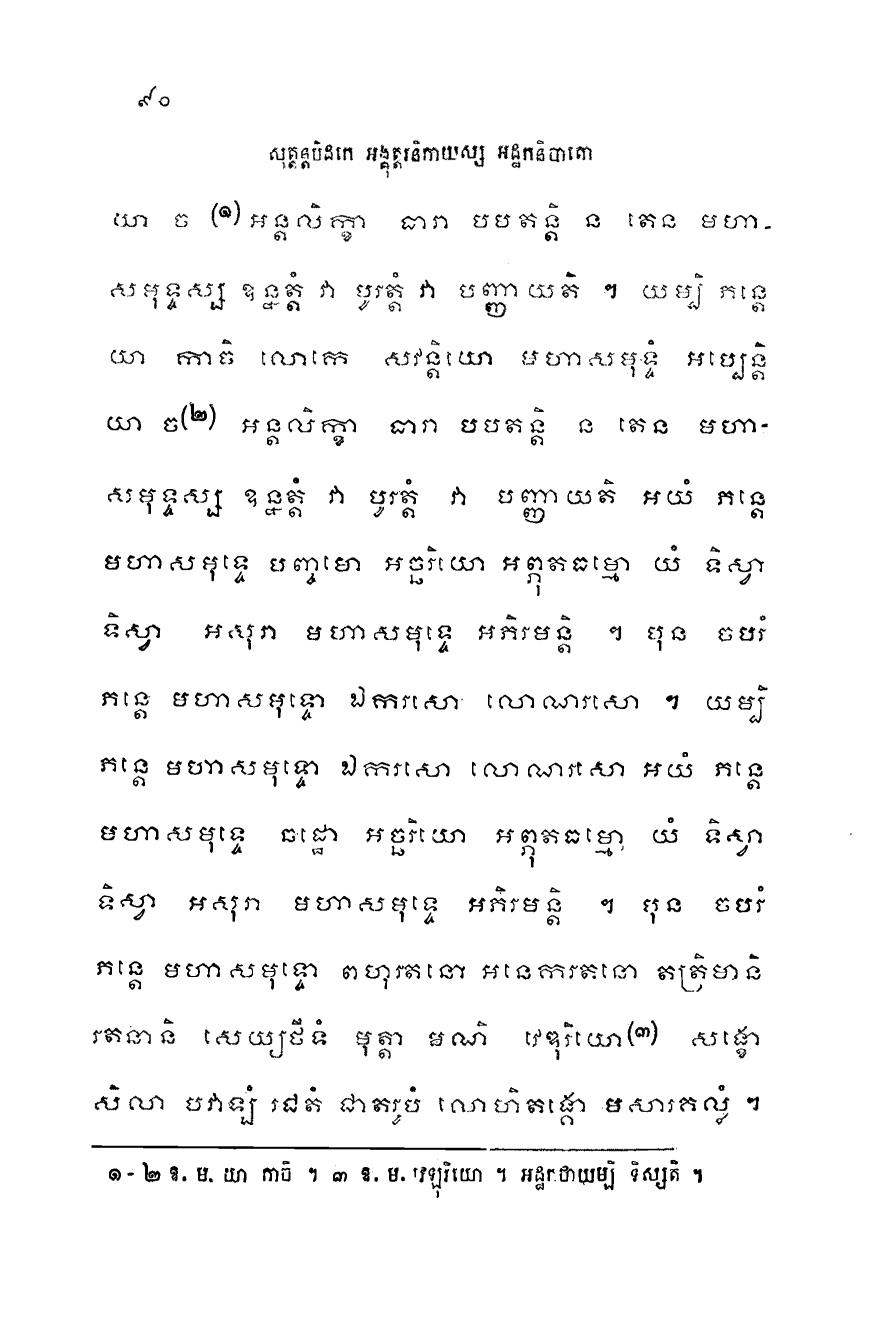 ៩០
សុត្តន្តបិដកេ អង្គុត្តរនិកាយស្ស អដ្ឋកនិបាតោ
យា ច (១) អន្តលិក្ខា ធារា បបតន្តិ ន តេន មហា-
សមុទ្ទស្ស ឩនត្តំ វា បូរត្តំ វា បញ្ញាយតិ ។ យម្បិ ភន្តេ
យា កាចិ លោកេ សវន្តិយោ មហាសមុទ្ទំ អប្បេន្តិ
យា ច(២) អន្តលិក្ខា ធារា បបតន្តិ ន តេន មហា-
សមុទ្ទស្ស ឩនត្តំ វា បូរត្តំ វា បញ្ញាយតិ អយំ ភន្តេ
មហាសមុទ្ទេ បញ្ចមោ អច្ឆរិយោ អព្ភុតធម្មោ យំ ទិស្វា
ទិស្វា អសុរា មហាសមុទ្ទេ អភិរមន្តិ ។ បុន ចបរំ
ភន្តេ មហាសមុទ្ទោ ឯករសោ លោណរសោ ។ យម្បិ
ភន្តេ មហាសមុទ្ទោ ឯករសោ លោណរសោ អយំ ភន្តេ
មហាសមុទ្ទេ ឆដ្ឋោ អច្ឆរិយោ អព្ភុតធម្មោ យំ ទិស្វា
ទិស្វា អសុរា មហាសមុទ្ទេ អភិរមន្តិ ។ បុន ចបរំ
ភន្តេ មហាសមុទ្ទោ ពហុរតនោ អនេករតនោ តត្រិមានិ
រតនានិ សេយ្យថីទំ មុត្តា មណិ វេឌុរិយោ(៣) សង្ខោ
សិលា បវាឡំ រជតំ ជាតរូបំ លោហិតង្កោ មសារគល្លំ ។
១-២ ឱ. ម. យា កាចិ ។ ៣ ឱ. ម. វេឡុរិយោ ។ អដ្ឋកថាយម្បិ ទិស្សតិ ។